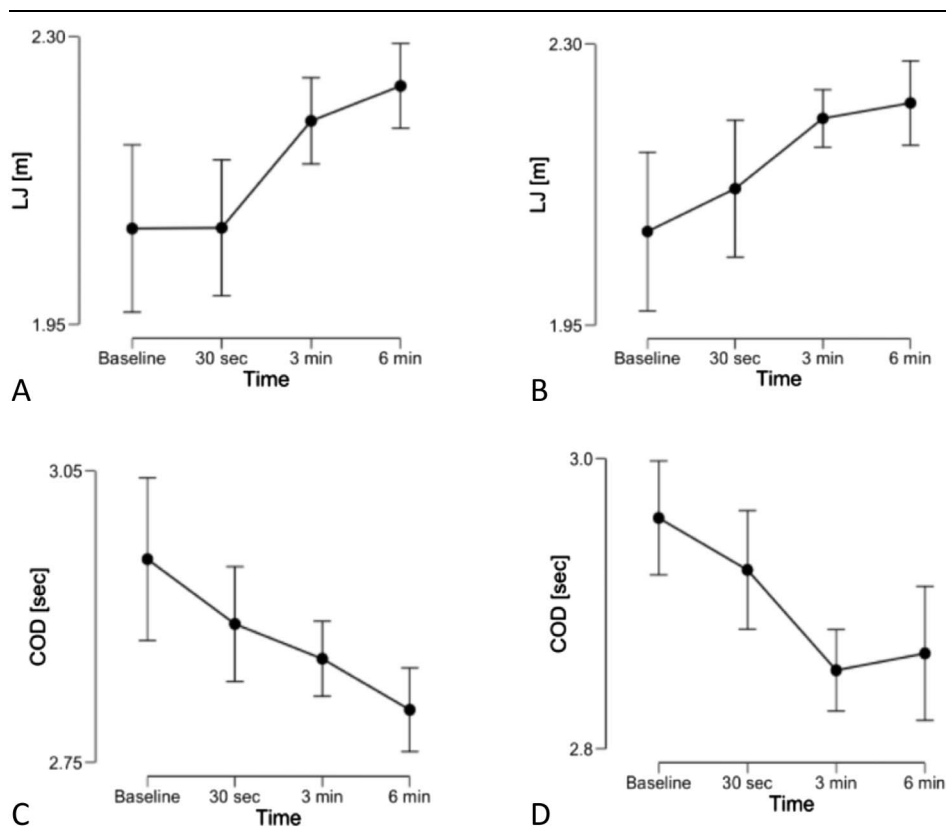 2.30
LJ [m]
1.95
Baseline 30 sec 3 min 6 min
Time
A
2.30
LJ [m]
1.95
Baseline 30 sec 3 min 6 min
Time
B
3.05
COD [sec]
2.75
Baseline 30 sec 3 min 6 min
Time
C
3.0
COD [sec]
2.8
Baseline 30 sec 3 min 6 min
Time
D